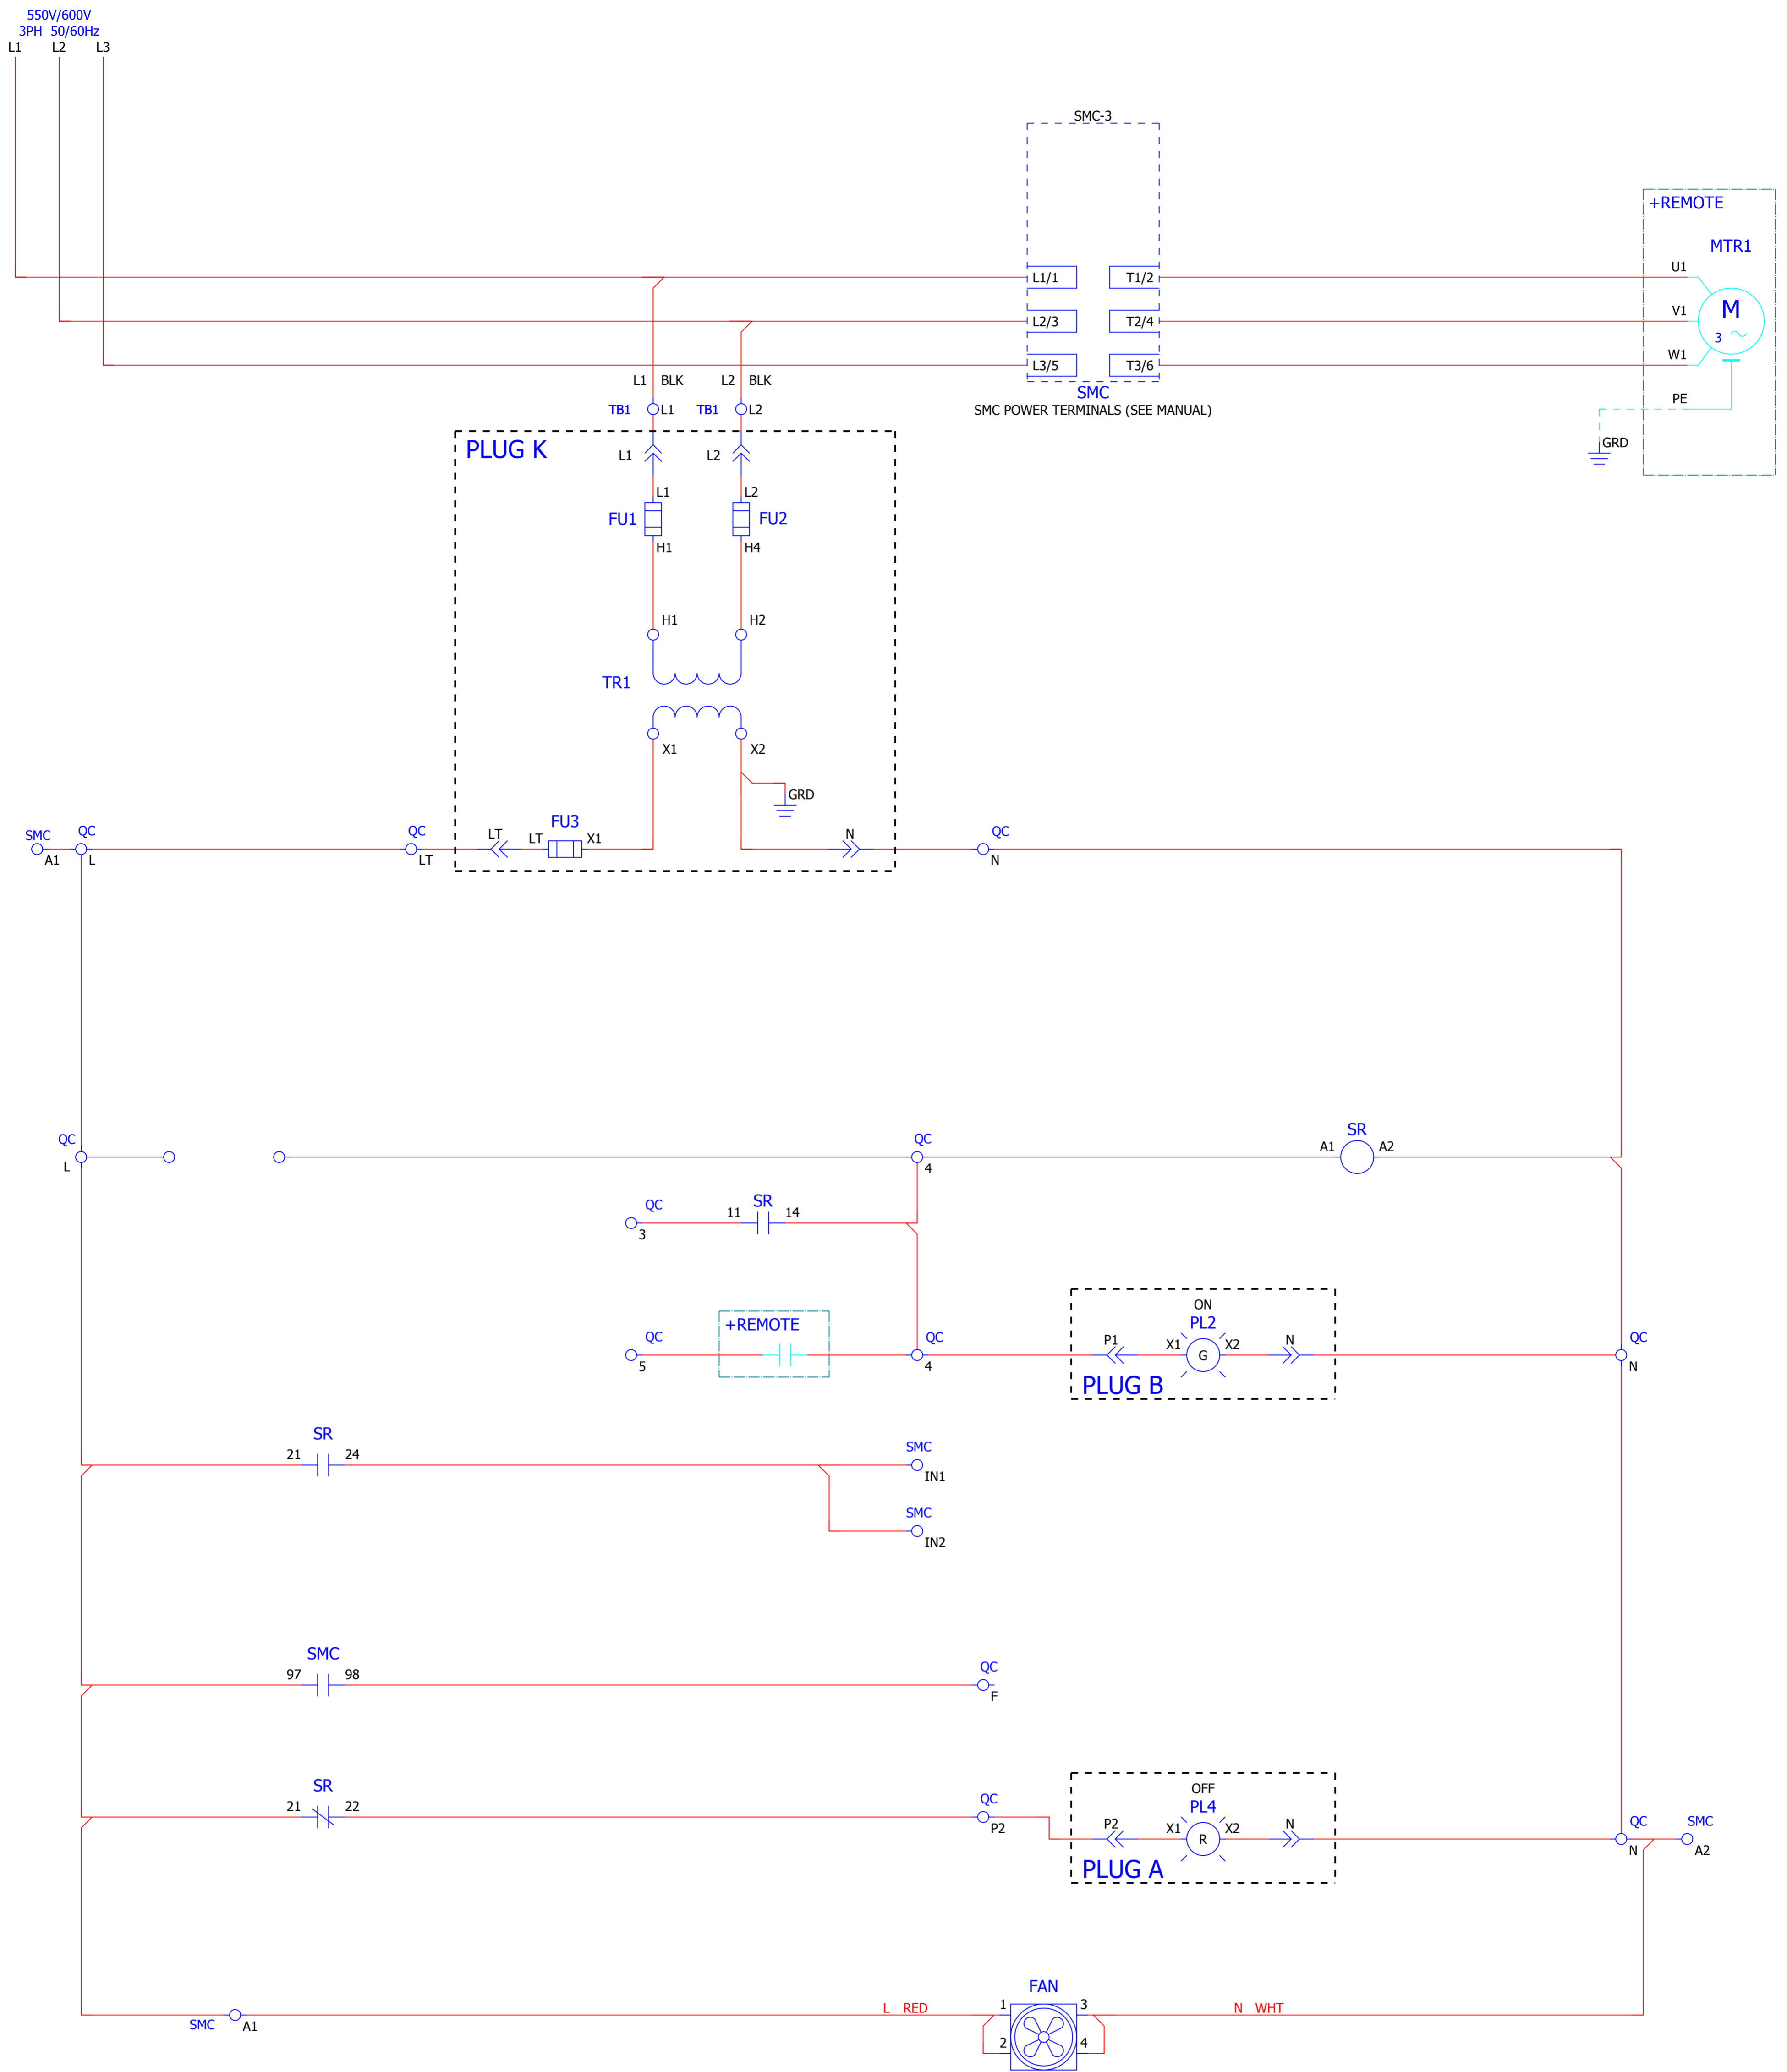 550V/600V
3PH 50/60Hz
L1 L2 L3
SMC-3
+REMOTE
MTR1
U1
L1/1 T1/2
M
3
V1
L2/3 T2/4
W1
L3/5 T3/6
L1 BLK L2 BLK
SMC
PE
TB1 L1 TB1 L2
SMC POWER TERMINALS (SEE MANUAL)
GRD
PLUG K
L1 L2
L1 L2
FU1 FU2
H1 H4
H1 H2
TR1
X1 X2
GRD
FU3
SMC QC QC LT LT X1 N QC
A1 L LT N
QC QC SR
A1 A2
L 4
QC SR
11 14
3
ON
+REMOTE PL2
QC QC P1 X1 X2 N QC
G
5 4 N
PLUG B
SR
21 24 SMC
IN1
SMC
IN2
SMC
97 98 QC
F
SR OFF
21 22 QC PL4
P2 P2 X1 X2 N QC SMC
R
N A2
PLUG A
FAN
L RED 1 3 N WHT
SMC A1
2 4